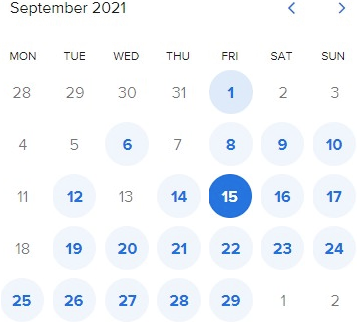 September 2021
MON TUE WED THU FRI SAT SUN
28 29 30 31 1 2 3
4 5 6 7 8 9 10
11 12 13 14 15 16 17
18 19 20 21 22 23 24
25 26 27 28 29 1 2